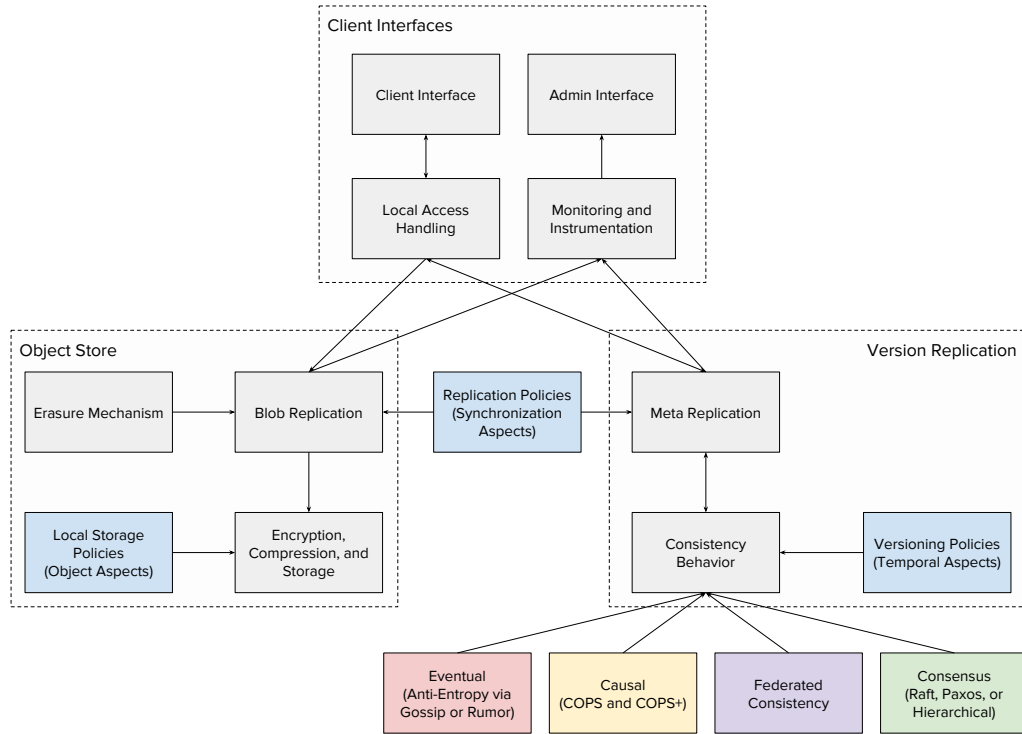 Client Interfaces
Client Interface
Admin Interface
Local Access
Handling
Monitoring and
Instrumentation
Object Store
Version Replication
Erasure Mechanism
Blob Replication
Replication Policies
(Synchronization
Aspects)
Meta Replication
Local Storage
Policies
(Object Aspects)
Encryption,
Compression, and
Storage
Consistency
Behavior
Versioning Policies
(Temporal Aspects)
Eventual
(Anti-Entropy via
Gossip or Rumor)
Causal
(COPS and COPS+)
Federated
Consistency
Consensus
(Raft, Paxos, or
Hierarchical)